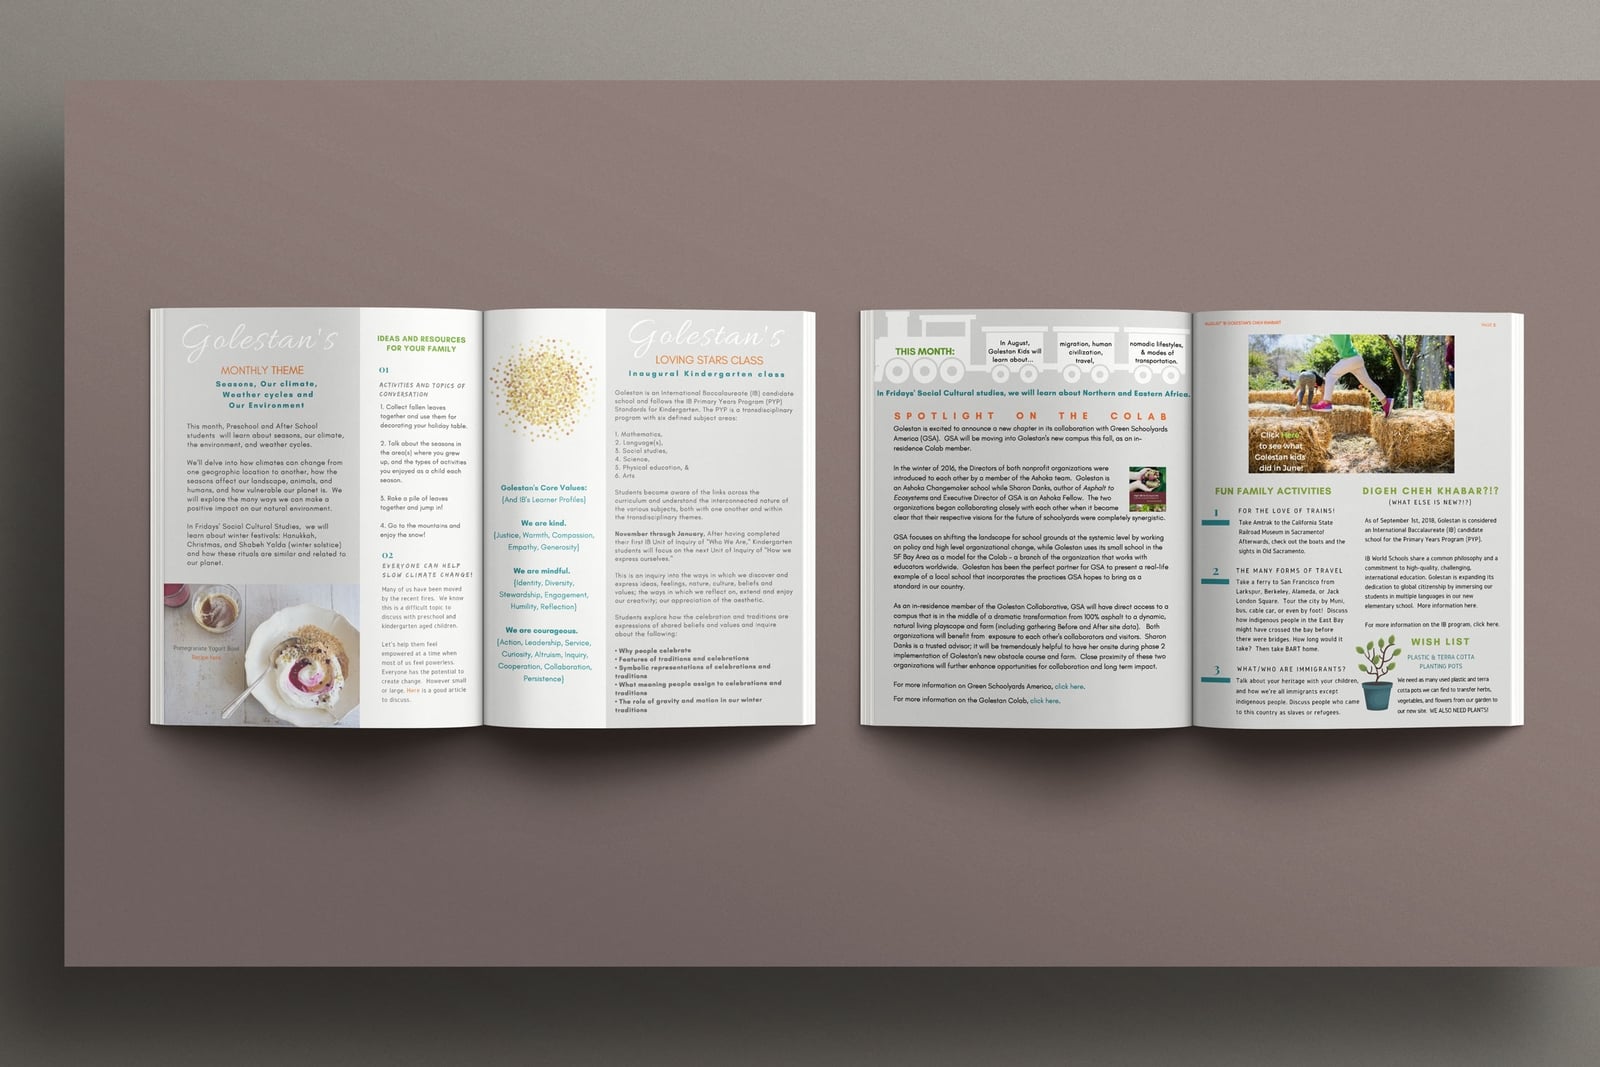 Golestan's
MONTHLY THEME
Seasons, Our climate,
Weather cycles and
Our Environment
This month, Preschool and After School
students will learn about seasons, our climate,
the environment, and weather cycles.
We'll delve into how climates can change from
one geographic location to another, how the
seasons affect our landscape, animals, and
humans, and how vulnerable our planet is. We
will explore the many ways we can make a
positive impact on our natural environment.
In Fridays' Social Cultural Studies, we will
learn about winter festivals: Hanukkah,
Christmas, and Shabeh Yalda (winter solstice)
and how these rituals are similar and related to
our planet.
Pomegranate Yogurt Bowl
Recipe here.
IDEAS AND RESOURCES
FOR YOUR FAMILY
01
ACTIVITIES AND TOPICS OF
CONVERSATION
1. Collect fallen leaves
together and use them for
decorating your holiday table.
2. Talk about the seasons in
the area(s) where you grew
up, and the types of activities
you enjoyed as a child each
season.
3. Rake a pile of leaves
together and jump in!
4. Go to the mountains and
enjoy the snow!
02
EVERYONE CAN HELP
SLOW CLIMATE CHANGE!
Many of us have been moved
by the recent fires. We know
this is a difficult topic to
discuss with preschool and
kindergarten aged children.
Let's help them feel
empowered at a time when
most of us feel powerless.
Everyone has the potential to
create change. However small
or large. Here is a good article
to discuss.
Golestan's Core Values:
(And IB's Learner Profiles)
We are kind.
(Justice, Warmth, Compassion,
Empathy, Generosity)
We are mindful.
(Identity, Diversity,
Stewardship, Engagement,
Humility, Reflection)
We are courageous.
(Action, Leadership, Service,
Curiosity, Altruism, Inquiry,
Cooperation, Collaboration,
Persistence)
Golestan's
LOVING STARS CLASS
Inaugural Kindergarten class
Golestan is an International Baccalaureate (IB) candidate
school and follows the IB Primary Years Program (PYP)
Standards for Kindergarten. The PYP is a transdisciplinary
program with six defined subject areas:
1. Mathematics,
2. Language(s),
3. Social studies,
4. Science,
5. Physical education, &
6. Arts
Students become aware of the links across the
curriculum and understand the interconnected nature of
the various subjects, both with one another and within
the transdisciplinary themes.
November through January, After having completed
their first IB Unit of Inquiry of "Who We Are," Kindergarten
students will focus on the next Unit of Inquiry of "How we
express ourselves."
This is an inquiry into the ways in which we discover and
express ideas, feelings, nature, culture, beliefs and
values; the ways in which we reflect on, extend and enjoy
our creativity; our appreciation of the aesthetic.
Students explore how the celebration and traditions are
expressions of shared beliefs and values and inquire
about the following:
• Why people celebrate
• Features of traditions and celebrations
• Symbolic representations of celebrations and
traditions
• What meaning people assign to celebrations and
traditions
• The role of gravity and motion in our winter
traditions
THIS MONTH:
In August,
Golestan Kids will
learn about...
migration, human
civilization,
travel,
nomadic lifestyles,
& modes of
transportation.
In Fridays' Social Cultural studies, we will learn about Northern and Eastern Africa.
SPOTLIGHT ON THE COLAB
Golestan is excited to announce a new chapter in its collaboration with Green Schoolyards
America (GSA). GSA will be moving into Golestan's new campus this fall, as an in-
residence Colab member.
In the winter of 2016, the Directors of both nonprofit organizations were
introduced to each other by a member of the Ashoka team. Golestan is
an Ashoka Changemaker school while Sharon Danks, author of Asphalt to
Ecosystems and Executive Director of GSA is an Ashoka Fellow. The two
organizations began collaborating closely with each other when it became
clear that their respective visions for the future of schoolyards were completely synergistic.
GSA focuses on shifting the landscape for school grounds at the systemic level by working
on policy and high level organizational change, while Golestan uses its small school in the
SF Bay Area as a model for the Colab - a branch of the organization that works with
educators worldwide. Golestan has been the perfect partner for GSA to present a real-life
example of a local school that incorporates the practices GSA hopes to bring as a
standard in our country.
As an in-residence member of the Golestan Collaborative, GSA will have direct access to a
campus that is in the middle of a dramatic transformation from 100% asphalt to a dynamic,
natural living playscape and farm (including gathering Before and After site data). Both
organizations will benefit from exposure to each other's collaborators and visitors. Sharon
Danks is a trusted advisor; it will be tremendously helpful to have her onsite during phase 2
implementation of Golestan's new obstacle course and farm. Close proximity of these two
organizations will further enhance opportunities for collaboration and long term impact.
For more information on Green Schoolyards America, click here.
For more information on the Golestan Colab, click here.
AUGUST '18 GOLESTAN'S CHEH KHABAR?
PAGE
Click Here
to see what
Golestan kids
did in June!
FUN FAMILY ACTIVITIES
1
FOR THE LOVE OF TRAINS!
Take Amtrak to the California State
Railroad Museum in Sacramento!
Afterwards, check out the boats and the
sights in Old Sacramento.
2
THE MANY FORMS OF TRAVEL
Take a ferry to San Francisco from
Larkspur, Berkeley, Alameda, or Jack
London Square. Tour the city by Muni,
bus, cable car, or even by foot! Discuss
how indigenous people in the East Bay
might have crossed the bay before
there were bridges. How long would it
take? Then take BART home.
3
WHAT/WHO ARE IMMIGRANTS?
Talk about your heritage with your children,
and how we're all immigrants except
indigenous people. Discuss people who came
to this country as slaves or refugees.
DIGEH CHEH KHABAR?!?
(WHAT ELSE IS NEW?!?)
As of September 1st, 2018, Golestan is considered
an International Baccalaureate (IB) candidate
school for the Primary Years Program (PYP).
IB World Schools share a common philosophy and a
commitment to high-quality, challenging,
international education. Golestan is expanding its
dedication to global citizenship by immersing our
students in multiple languages in our new
elementary school. More information here.
For more information on the IB program, click here.
WISH LIST
PLASTIC & TERRA COTTA
PLANTING POTS
We need as many used plastic and terra
cotta pots we can find to transfer herbs,
vegetables, and flowers from our garden to
our new site. WE ALSO NEED PLANTS!